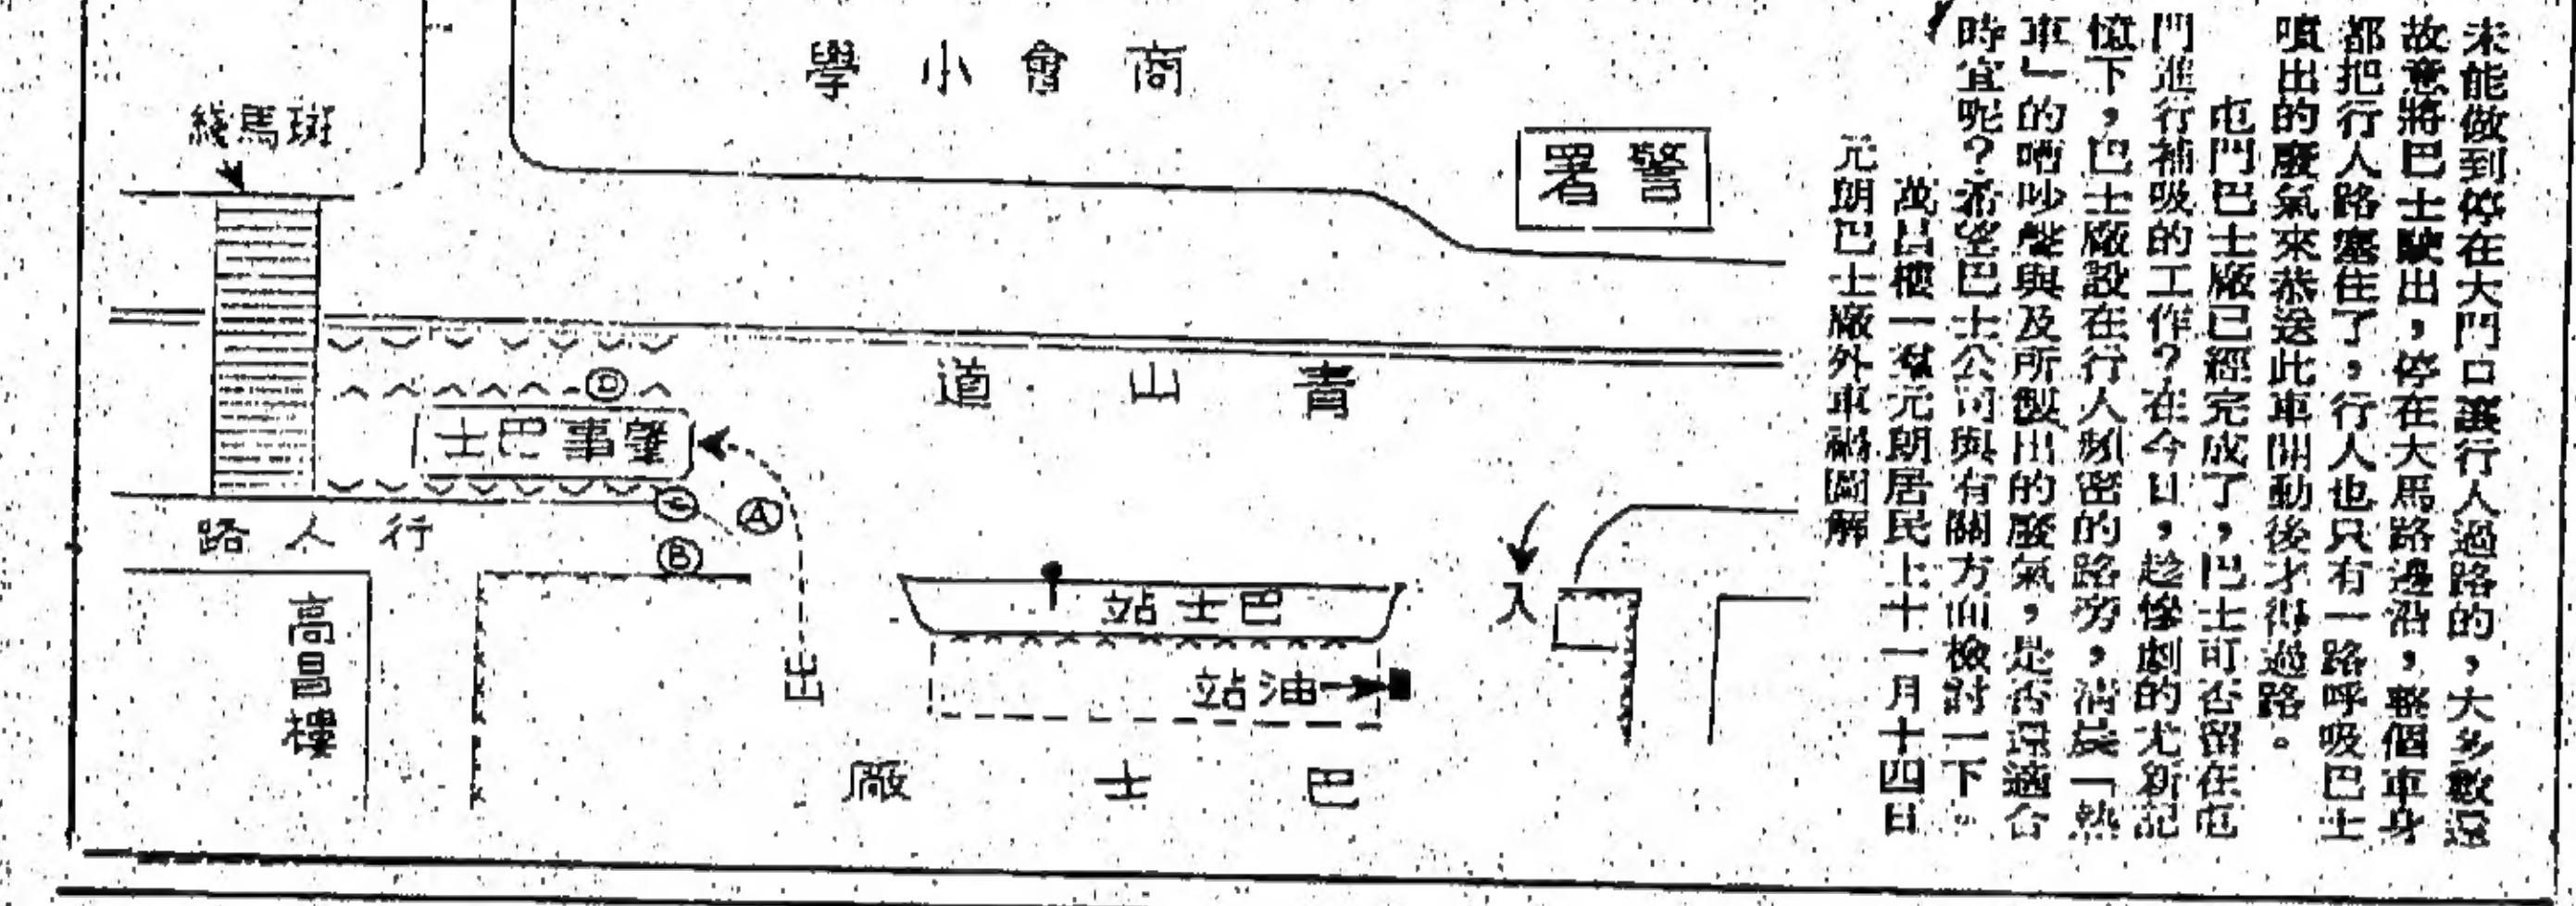 未能做到停在大門口讓行人過路的,大多數還
故意將巴士駛出,停在大馬路邊沿,整個車身
都把行人路塞住了,行人也只有一路呼吸巴士
噴出的廢氣來恭送此車開動後才得過路。
屯門巴士廠已經完成了,巴士可否留在屯
門進行補吸的工作?在今日,趁慘劇的尤新記
憶下,巴士廠設在行人頻密的路旁,清晨「熱
車」的嘈吵聲與及所製出的廢氣,是否還適合
時宜呢?希望巴士公司與有關方面檢討一下。
萬昌樓一羣元朗居民上十一月十四日
元朗巴士廠外車禍圖解
商會小學
斑馬綫
警署
青山道
D
肇事巴士
C
A
行人路
B
高昌樓
出
巴士站
入
油站
巴士廠